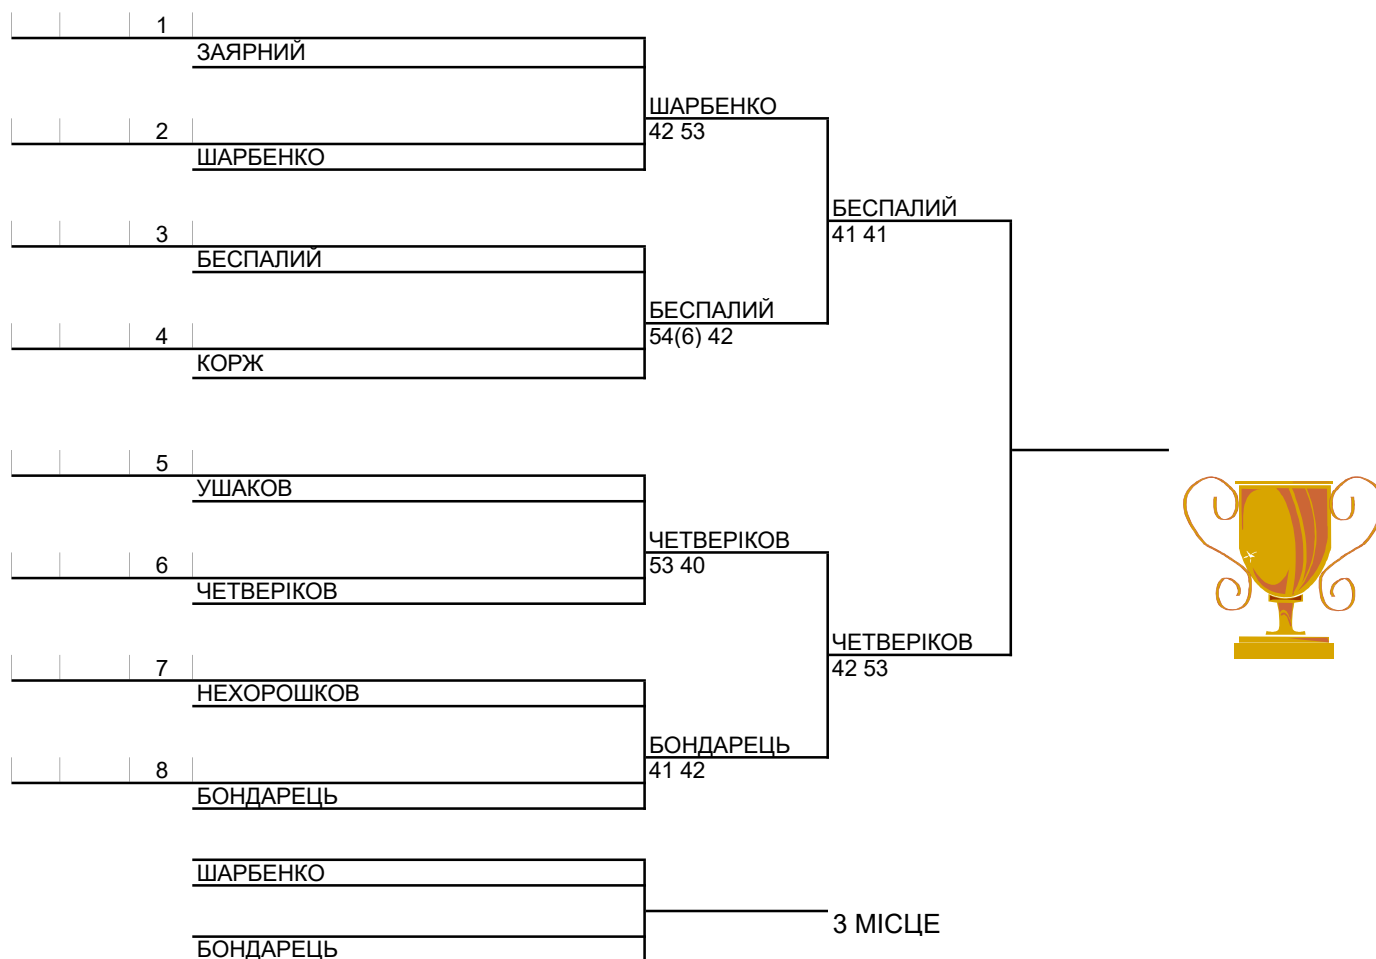 1
ЗАЯРНИЙ
ШАРБЕНКО
2
42 53
ШАРБЕНКО
БЕСПАЛИЙ
3
41 41
БЕСПАЛИЙ
БЕСПАЛИЙ
4
54(6) 42
КОРЖ
5
УШАКОВ
ЧЕТВЕРІКОВ
6
53 40
ЧЕТВЕРІКОВ
ЧЕТВЕРІКОВ
7
42 53
НЕХОРОШКОВ
БОНДАРЕЦЬ
8
41 42
БОНДАРЕЦЬ
ШАРБЕНКО
3 МІСЦЕ
БОНДАРЕЦЬ